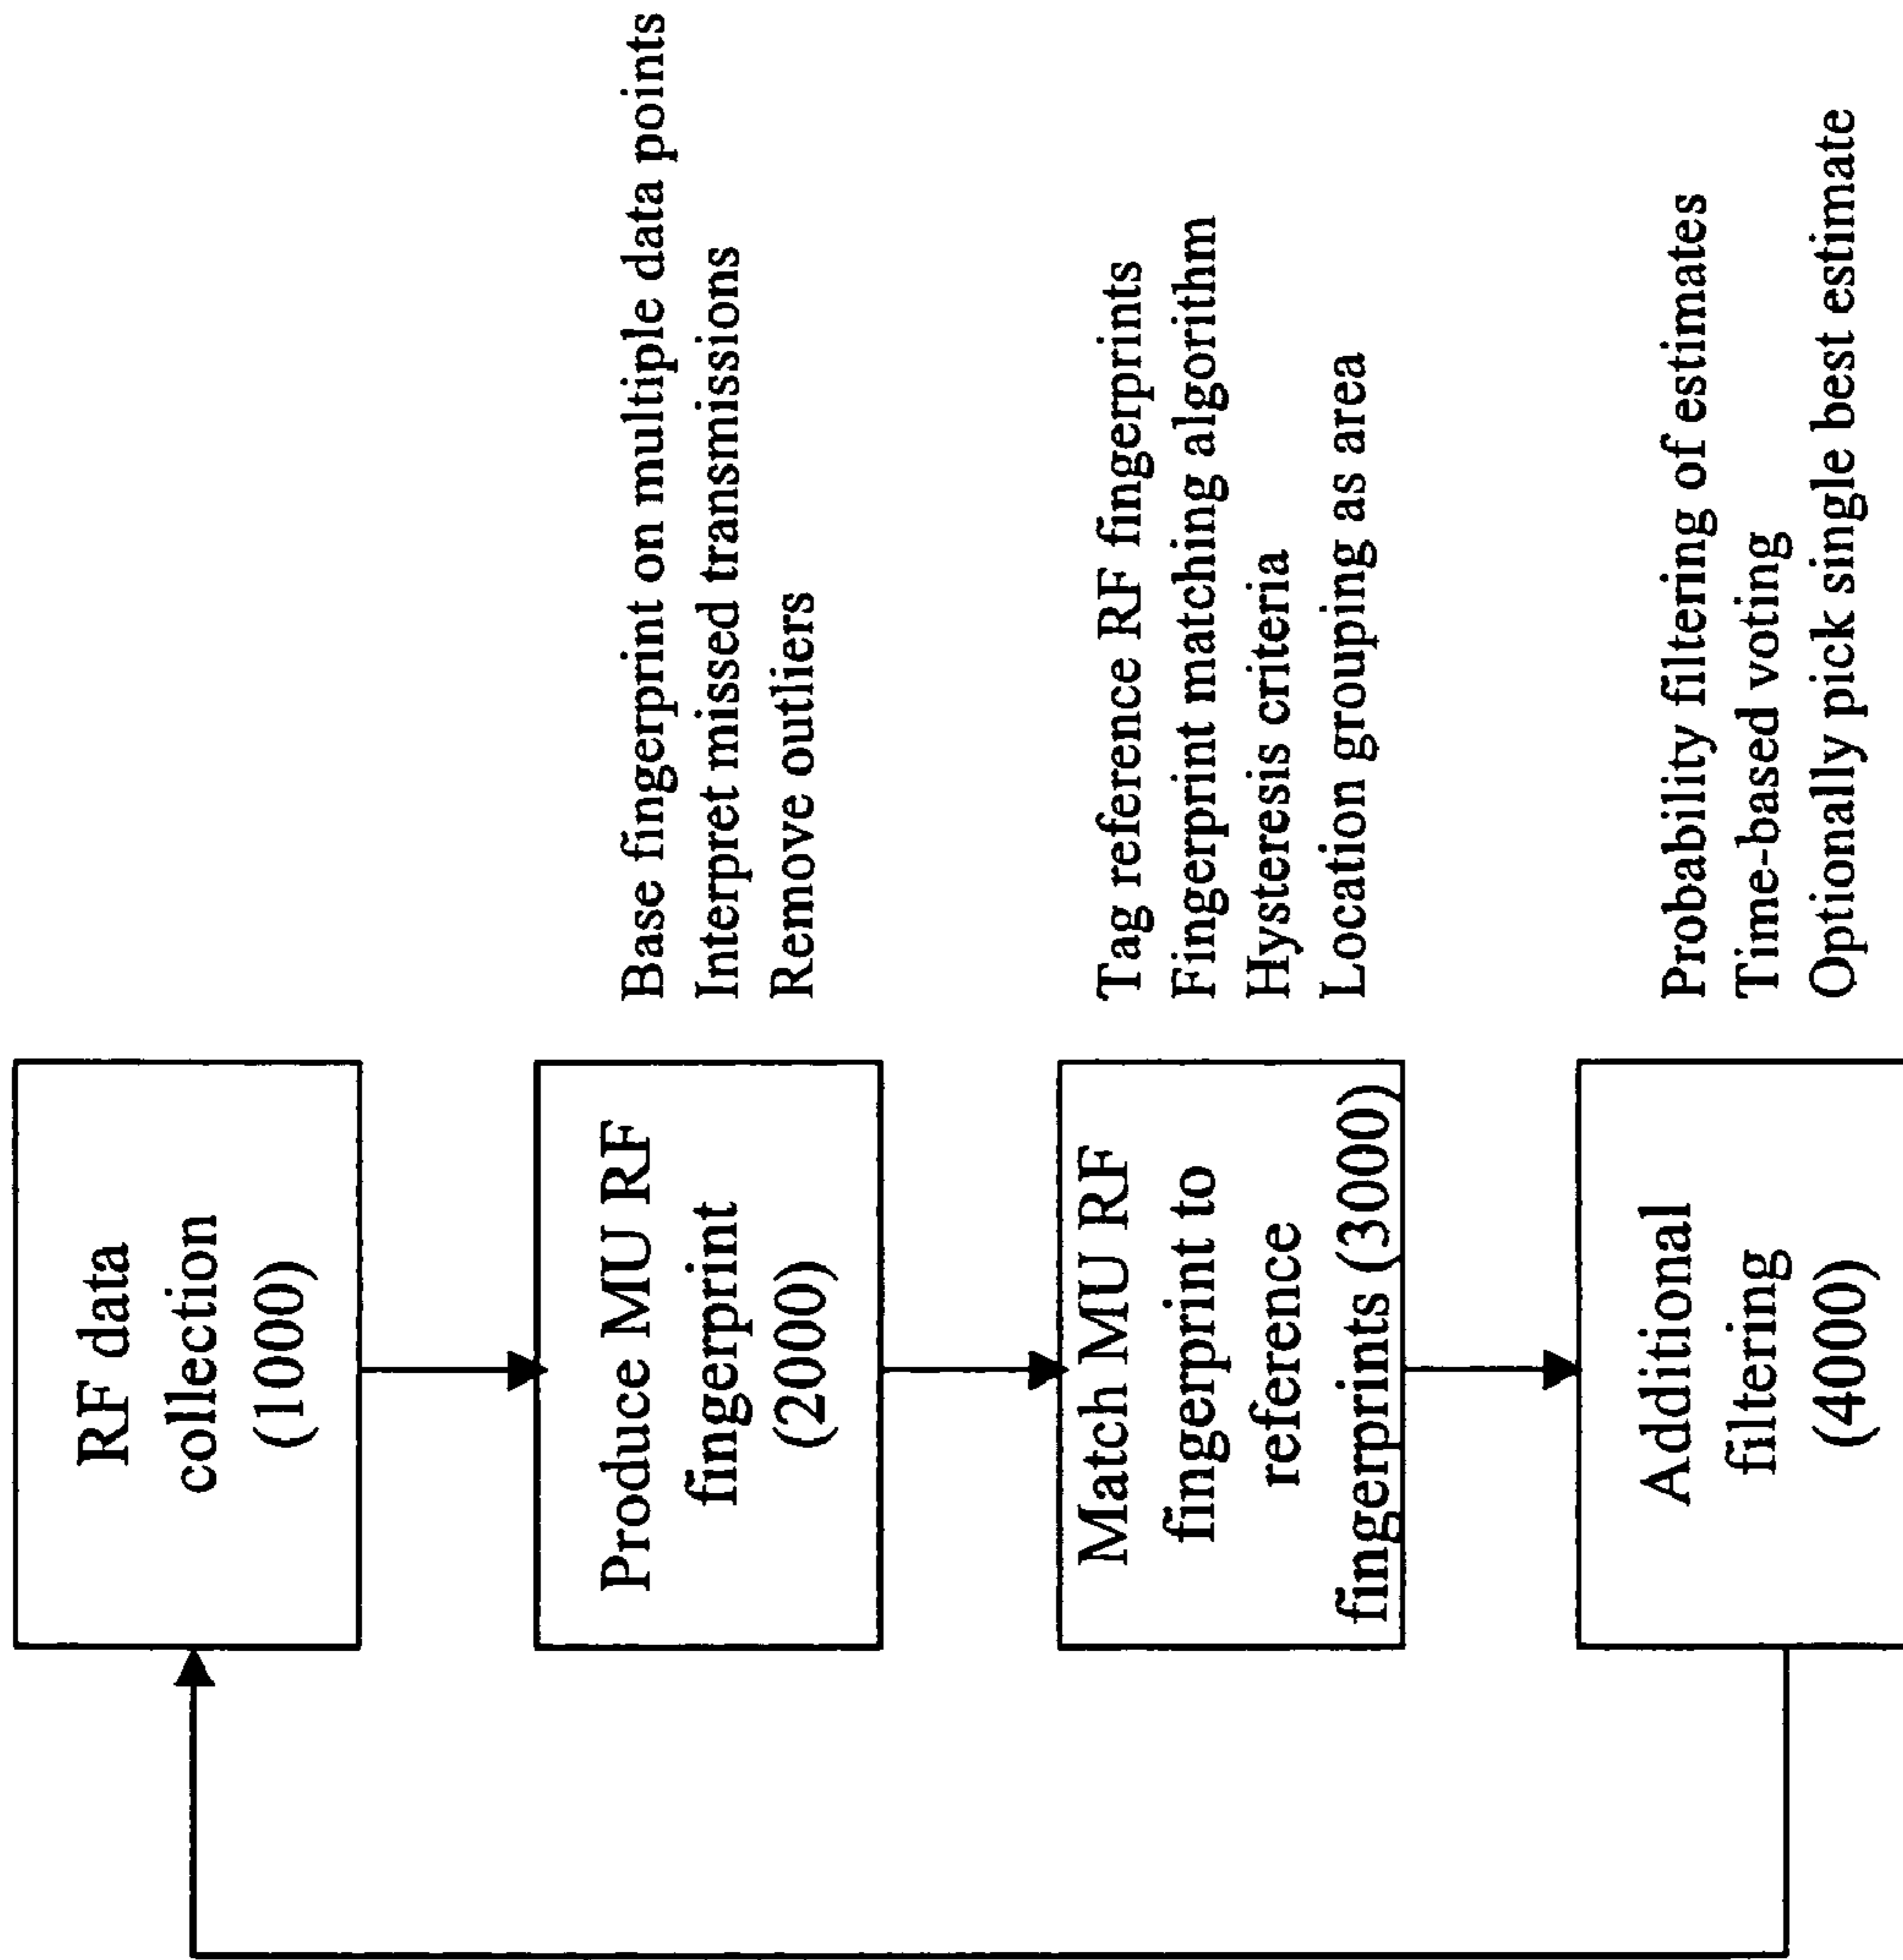 RF data
collection
(1000)
Produce MU RF
fingerprint
(2000)
Base fingerprint on multiple data points
Interpret missed transmissions
Remove outliers
Match MU RF
fingerprint to
reference
fingerprints (3000)
Tag reference RF fingerprints
Fingerprint matching algorithm
Hysteresis criteria
Location grouping as area
Additional
filtering
(4000)
Probability filtering of estimates
Time-based voting
Optionally pick single best estimate